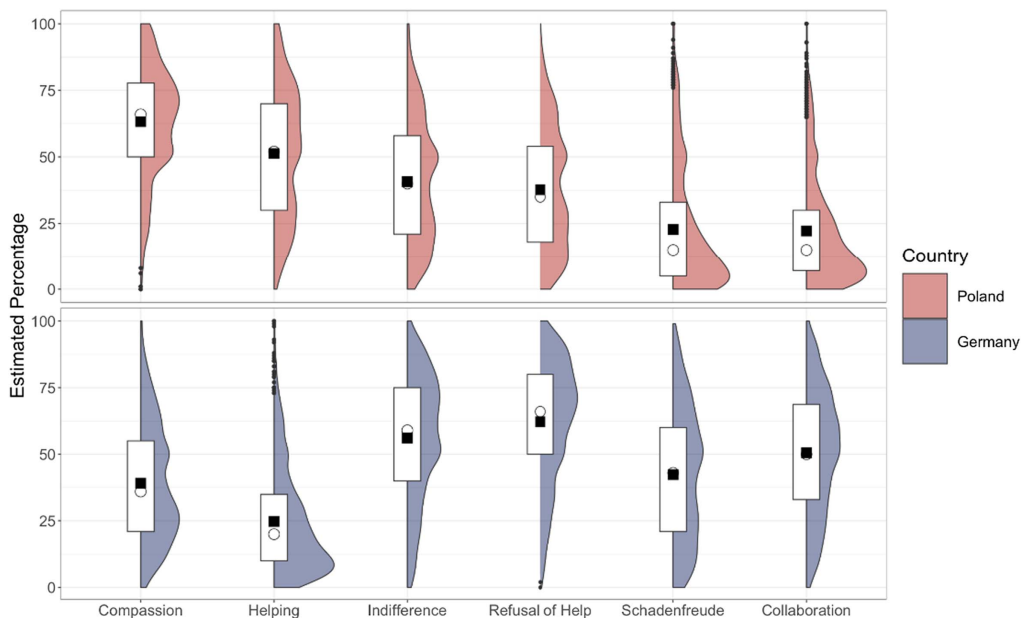 Estimated Percentage
100
75
50
25
0
100
75
50
25
0
Compassion Helping Indifference Refusal of Help Schadenfreude Collaboration
Country
Poland
Germany